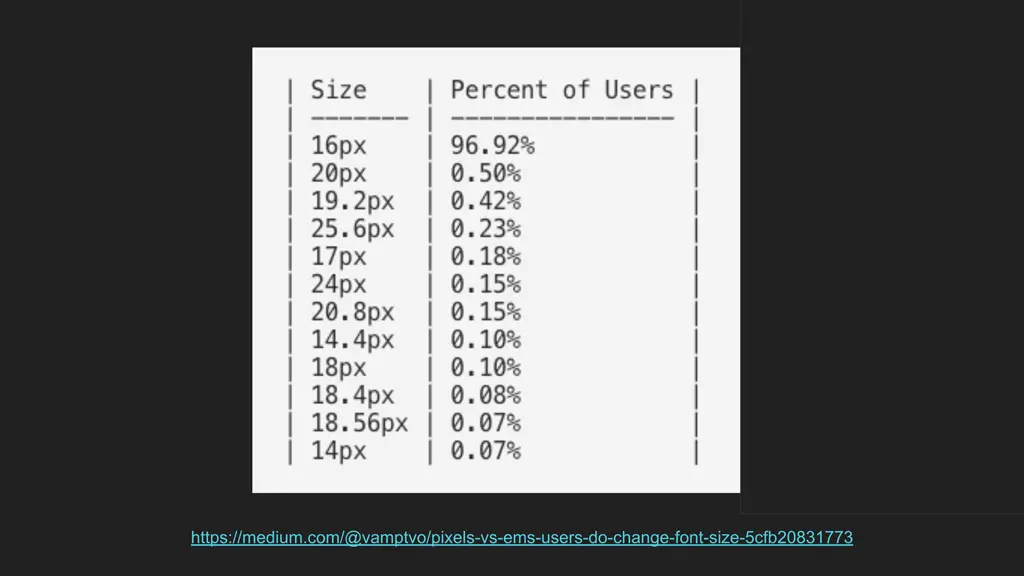 | Size | Percent of Users |
| ------- | ---------------- |
| 16px | 96.92% |
| 20px | 0.50% |
| 19.2px | 0.42% |
| 25.6px | 0.23% |
| 17px | 0.18% |
| 24px | 0.15% |
| 20.8px | 0.15% |
| 14.4px | 0.10% |
| 18px | 0.10% |
| 18.4px | 0.08% |
| 18.56px | 0.07% |
| 14px | 0.07% |
https://medium.com/@vamptvo/pixels-vs-ems-users-do-change-font-size-5cfb20831773